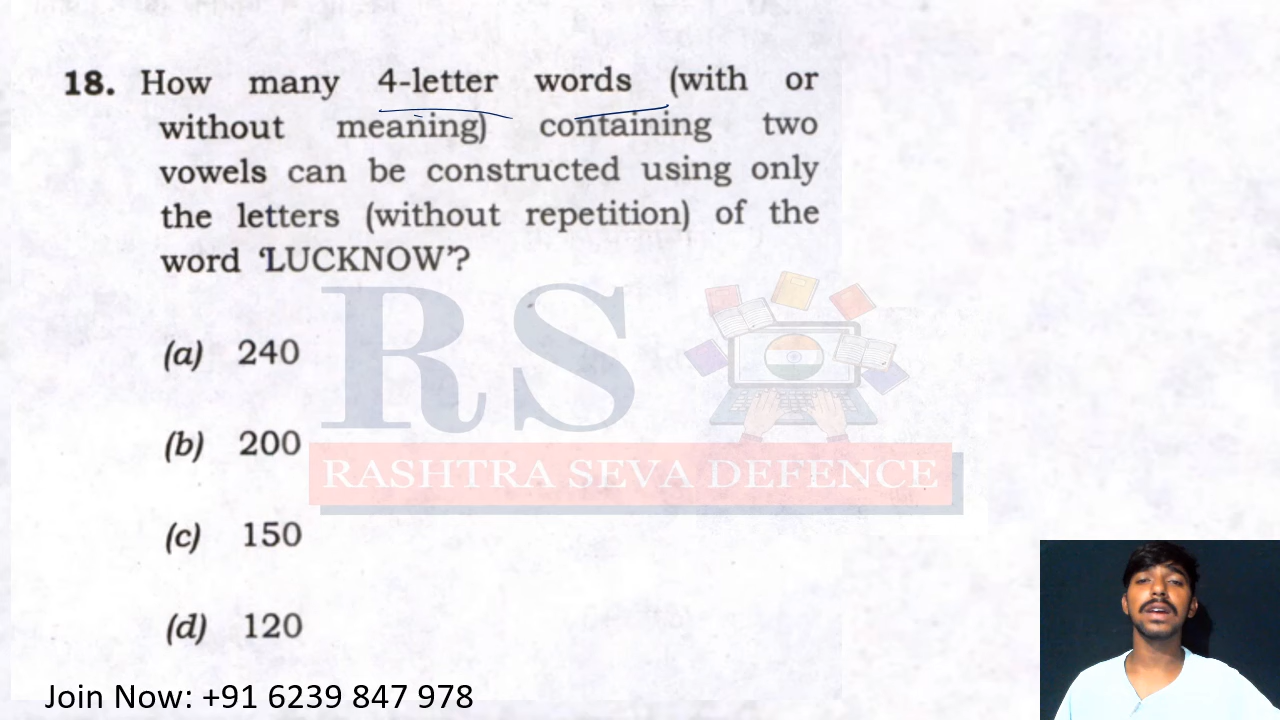 18. How many 4-letter words (with or
without meaning) containing two
vowels can be constructed using only
the letters (without repetition) of the
word ‘LUCKNOW’?
(a) 240
(b) 200
(c) 150
(d) 120
RS
RASHTRA SEVA DEFENCE
Join Now: +91 6239 847 978